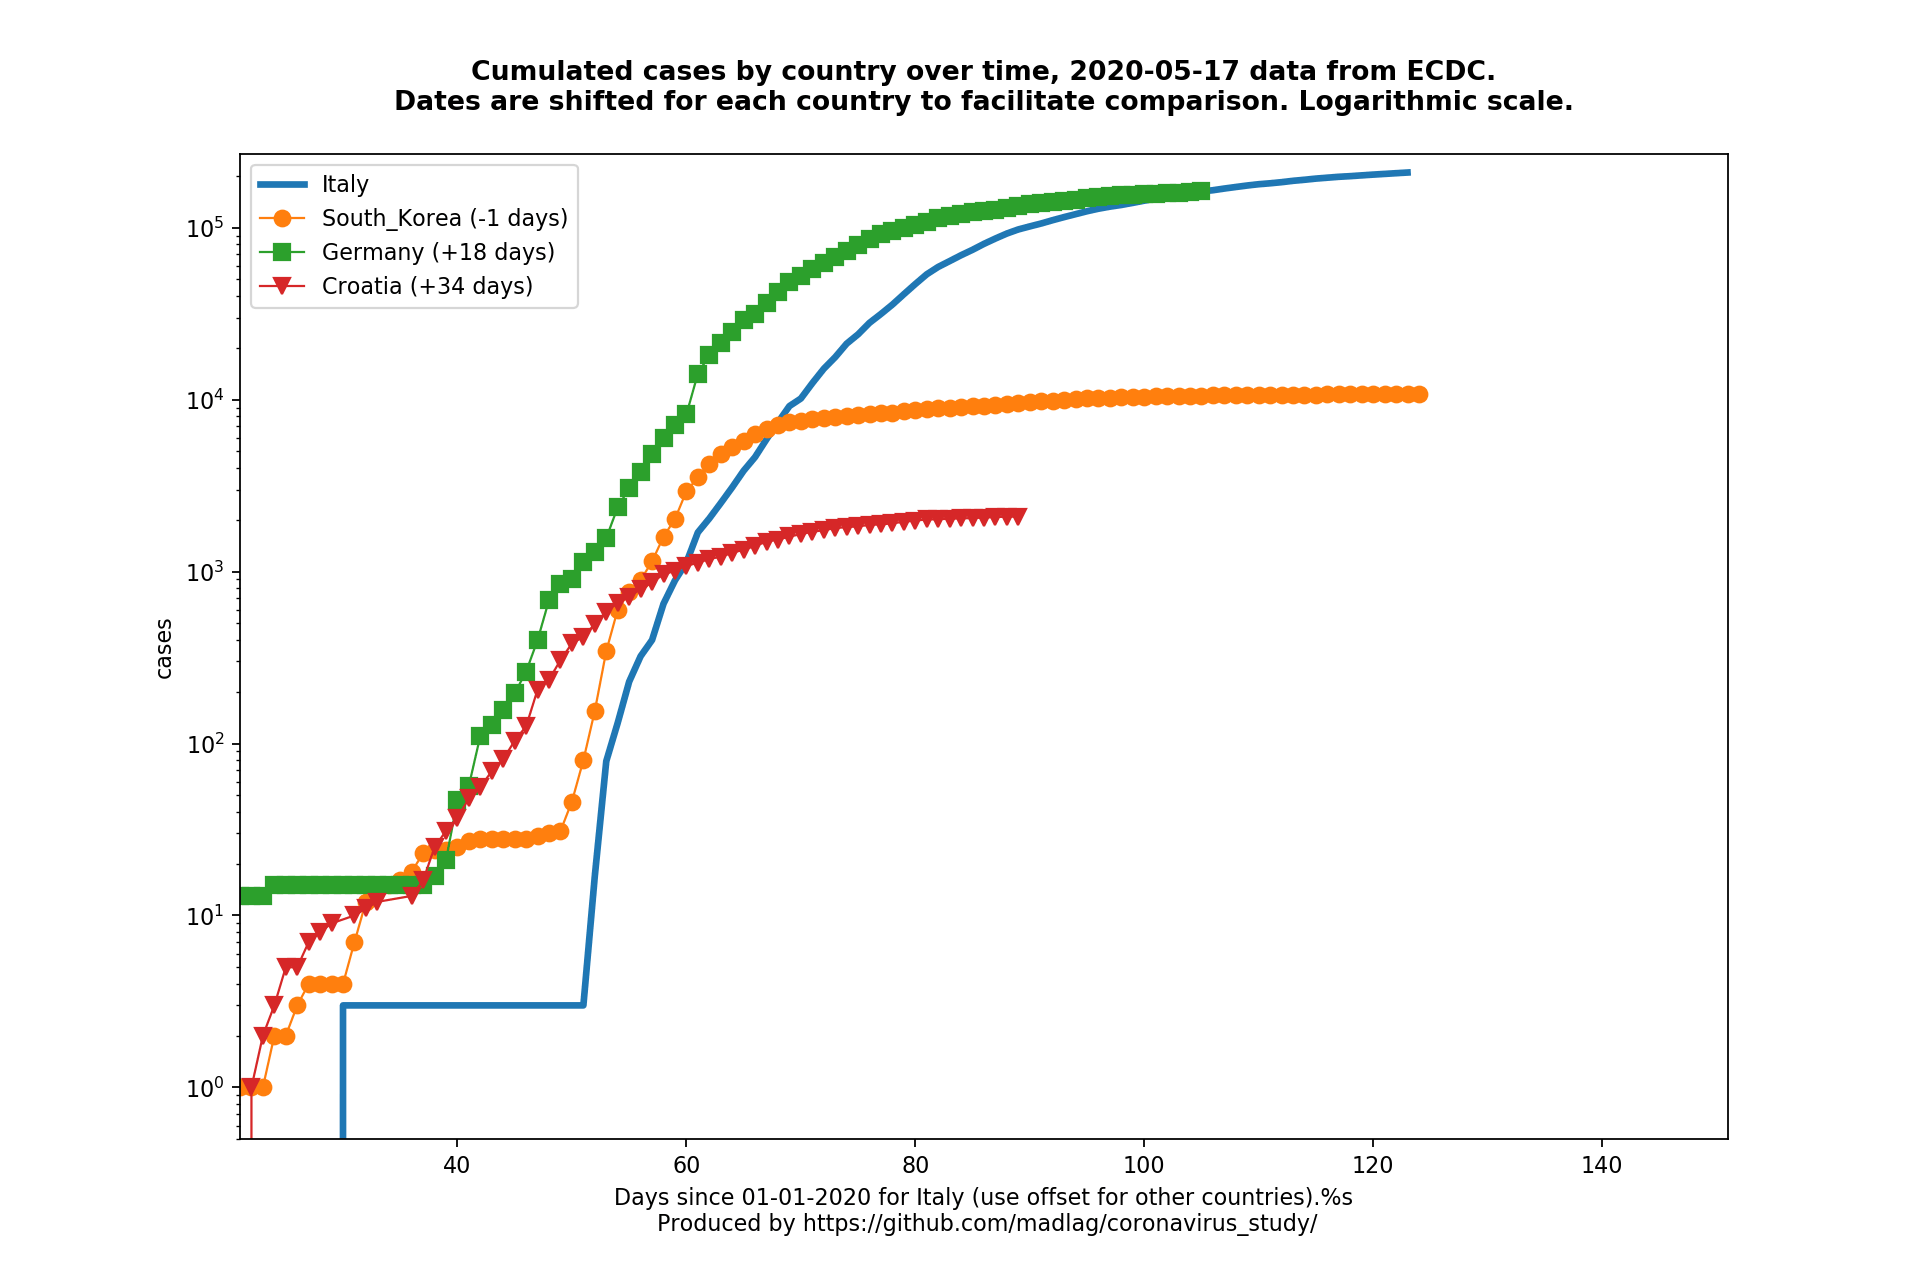 Cumulated cases by country over time, 2020-05-17 data from ECDC.
Dates are shifted for each country to facilitate comparison. Logarithmic scale.
Italy
South_Korea (-1 days)
Germany (+18 days)
Croatia (+34 days)
10^5
10^4
10^3
10^2
10^1
10^0
cases
40 60 80 100 120 140
Days since 01-01-2020 for Italy (use offset for other countries).%s
Produced by https://github.com/madlag/coronavirus_study/